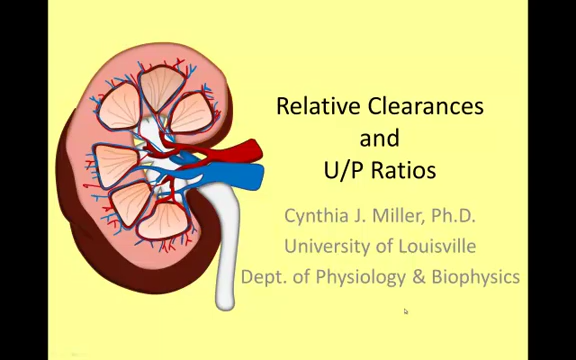 Relative Clearances
and
U/P Ratios
Cynthia J. Miller, Ph.D.
University of Louisville
Dept. of Physiology & Biophysics